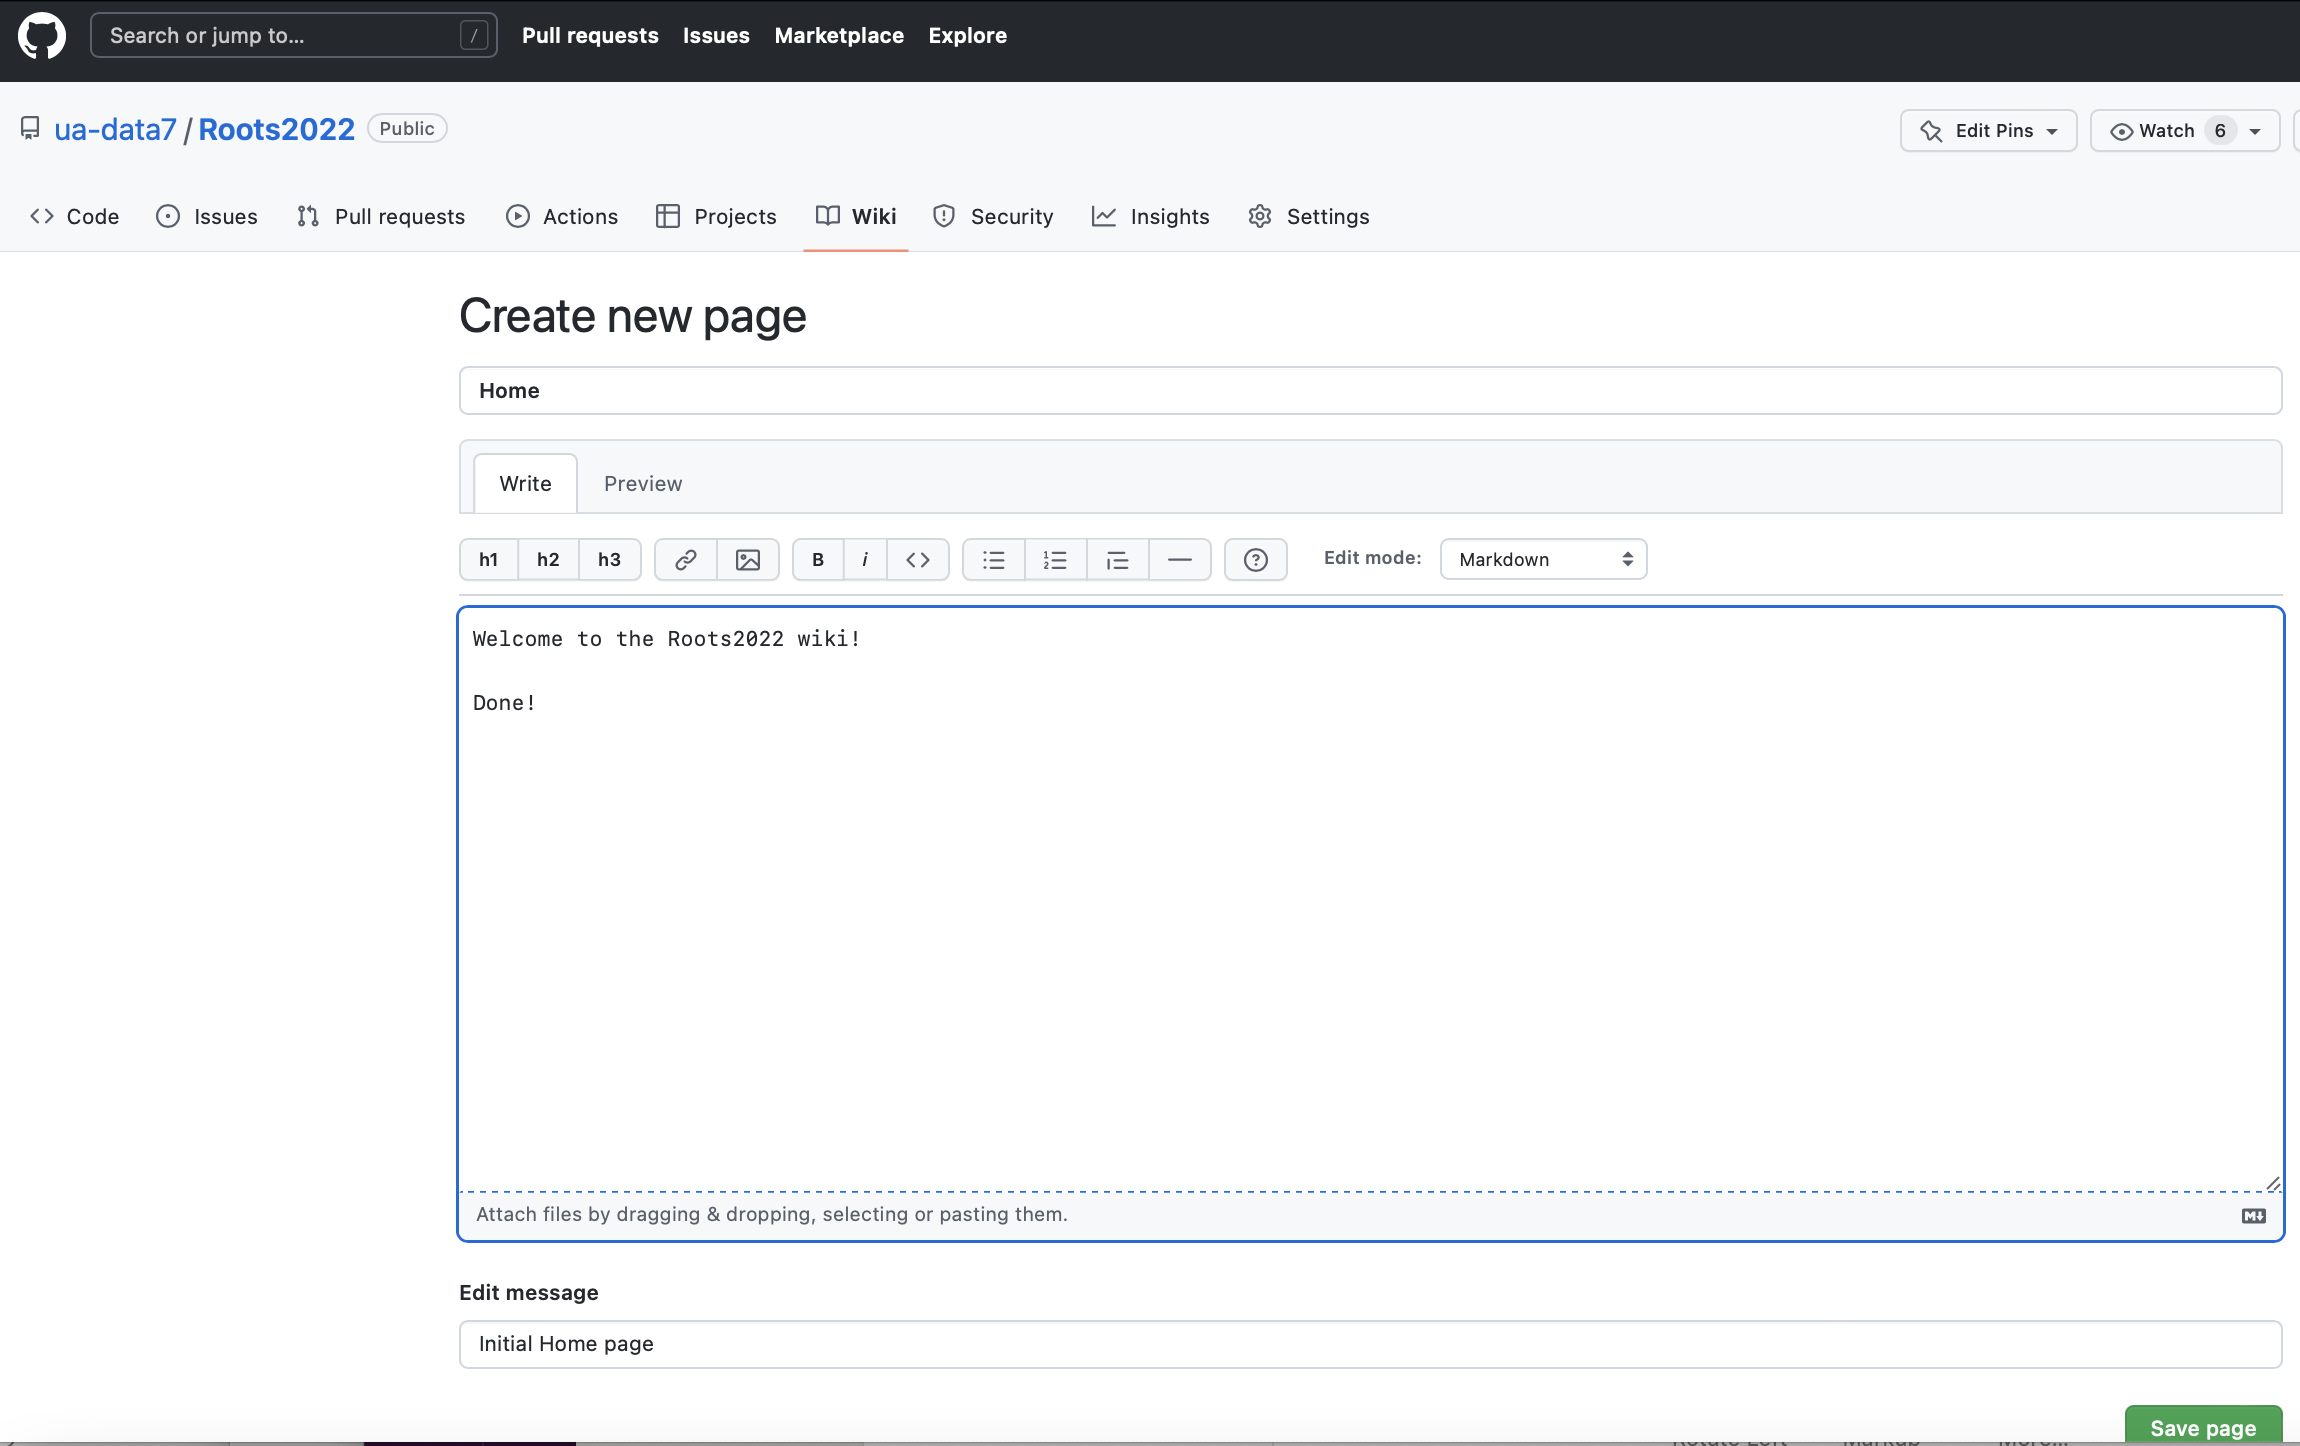 Search or jump to... / Pull requests Issues Marketplace Explore
ua-data7 / Roots2022 Public Edit Pins Watch 6
Code Issues Pull requests Actions Projects Wiki Security Insights Settings
Create new page
Home
Write Preview
h1 h2 h3 B i Edit mode: Markdown
Welcome to the Roots2022 wiki!
Done!
Attach files by dragging & dropping, selecting or pasting them.
Edit message
Initial Home page
Save page